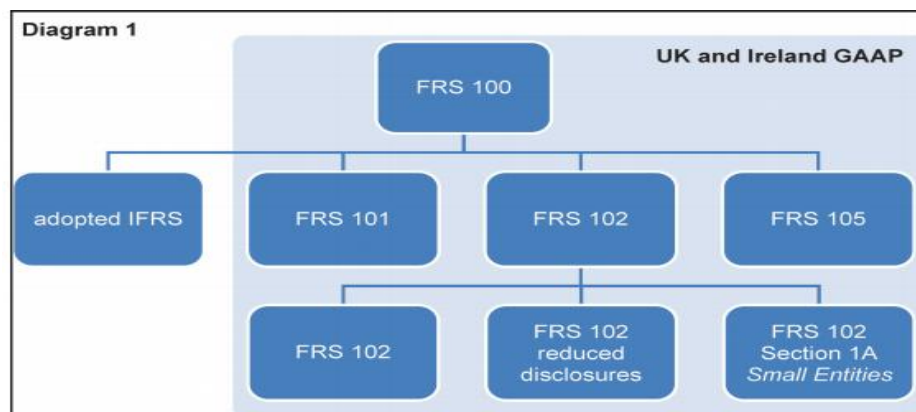 Diagram 1
UK and Ireland GAAP
FRS 100
adopted IFRS
FRS 101
FRS 102
FRS 105
FRS 102
FRS 102
reduced
disclosures
FRS 102
Section 1A
Small Entities